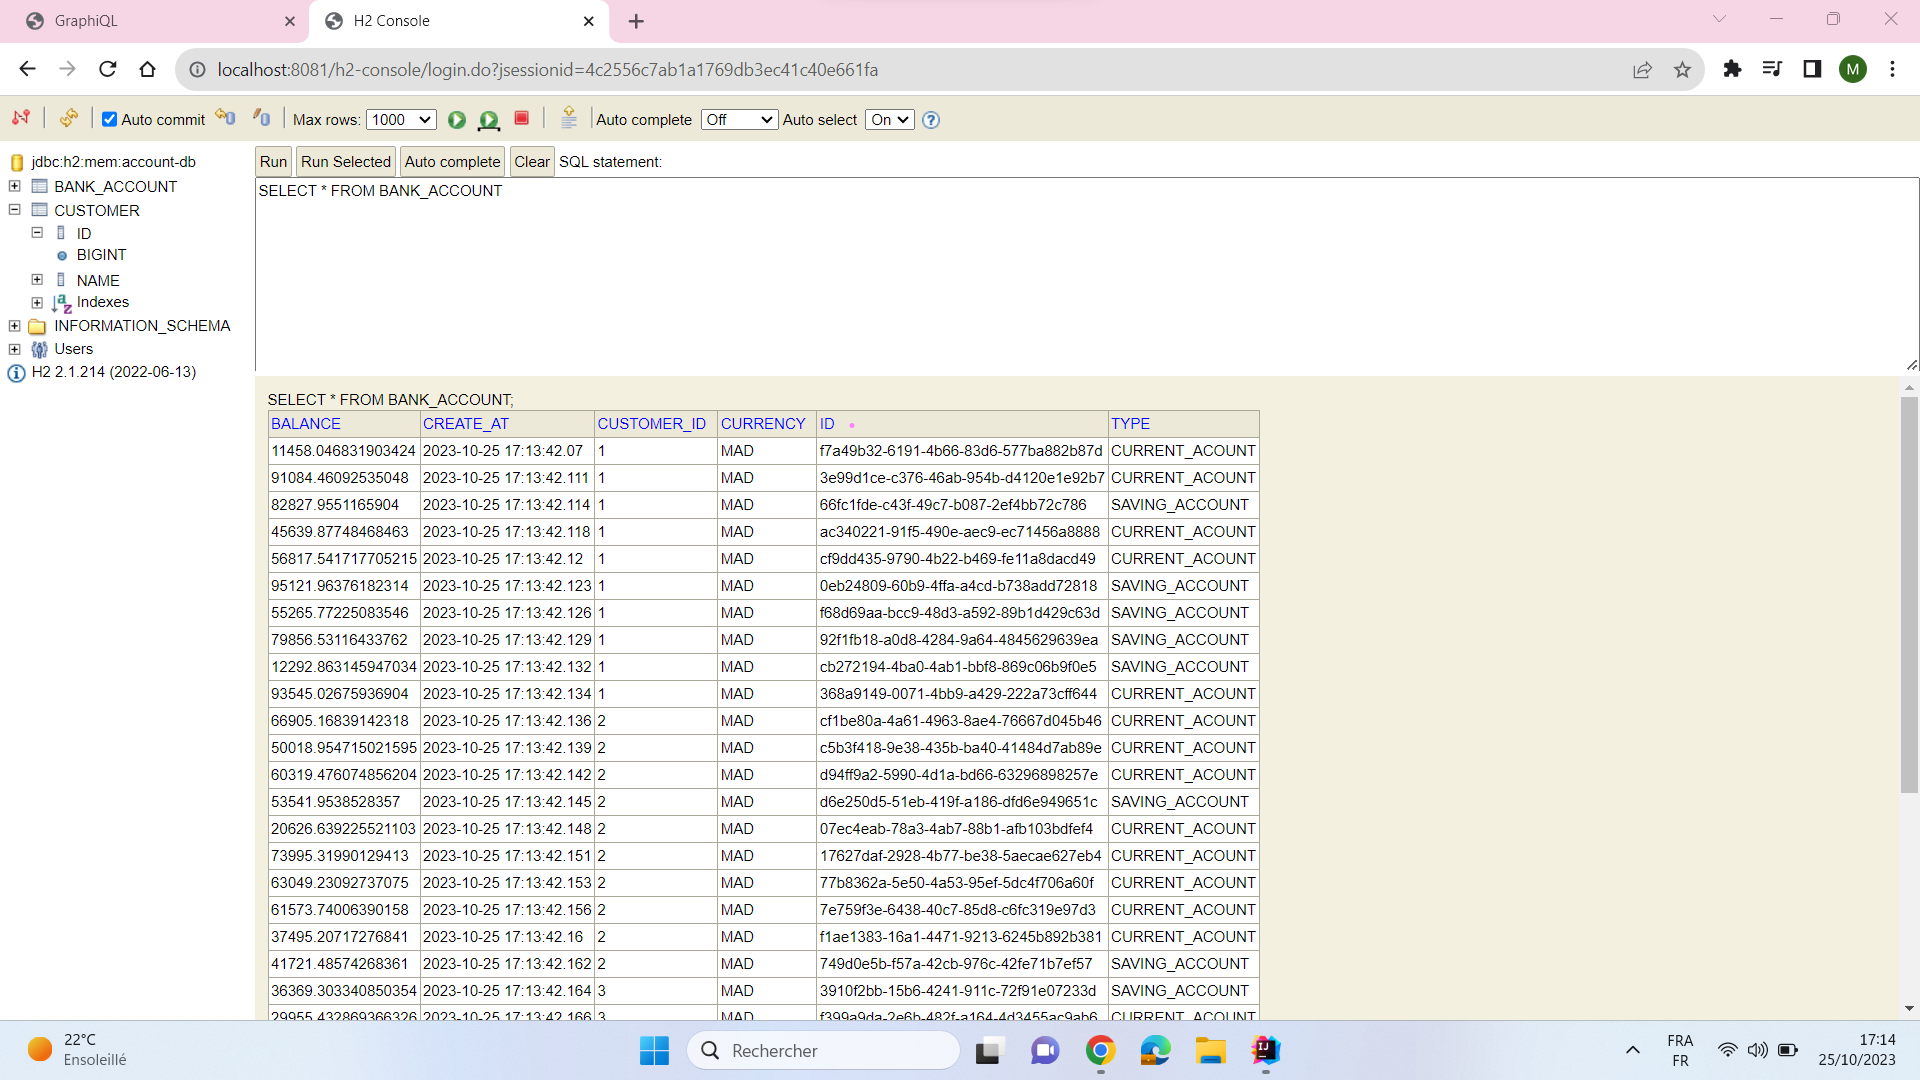 GraphiQL
H2 Console
localhost:8081/h2-console/login.do?jsessionid=4c2556c7ab1a1769db3ec41c40e661fa
M
Auto commit Max rows: 1000 Auto complete Off Auto select On
jdbc:h2:mem:account-db
BANK_ACCOUNT
CUSTOMER
ID
BIGINT
NAME
Indexes
INFORMATION_SCHEMA
Users
H2 2.1.214 (2022-06-13)
Run Run Selected Auto complete Clear SQL statement:
SELECT * FROM BANK_ACCOUNT
SELECT * FROM BANK_ACCOUNT;
BALANCE CREATE_AT CUSTOMER_ID CURRENCY ID TYPE
11458.046831903424 2023-10-25 17:13:42.07 1 MAD f7a49b32-6191-4b66-83d6-577ba882b87d CURRENT_ACOUNT
91084.46092535048 2023-10-25 17:13:42.111 1 MAD 3e99d1ce-c376-46ab-954b-d4120e1e92b7 CURRENT_ACOUNT
82827.9551165904 2023-10-25 17:13:42.114 1 MAD 66fc1fde-c43f-49c7-b087-2ef4bb72c786 SAVING_ACCOUNT
45639.87748468463 2023-10-25 17:13:42.118 1 MAD ac340221-91f5-490e-aec9-ec71456a8888 CURRENT_ACOUNT
56817.541717705215 2023-10-25 17:13:42.12 1 MAD cf9dd435-9790-4b22-b469-fe11a8dacd49 CURRENT_ACOUNT
95121.96376182314 2023-10-25 17:13:42.123 1 MAD 0eb24809-60b9-4ffa-a4cd-b738add72818 SAVING_ACCOUNT
55265.77225083546 2023-10-25 17:13:42.126 1 MAD f68d69aa-bcc9-48d3-a592-89b1d429c63d SAVING_ACCOUNT
79856.53116433762 2023-10-25 17:13:42.129 1 MAD 92f1fb18-a0d8-4284-9a64-4845629639ea SAVING_ACCOUNT
12292.863145947034 2023-10-25 17:13:42.132 1 MAD cb272194-4ba0-4ab1-bbf8-869c06b9f0e5 SAVING_ACCOUNT
93545.02675936904 2023-10-25 17:13:42.134 1 MAD 368a9149-0071-4bb9-a429-222a73cff644 CURRENT_ACOUNT
66905.16839142318 2023-10-25 17:13:42.136 2 MAD cf1be80a-4a61-4963-8ae4-76667d045b46 CURRENT_ACOUNT
50018.954715021595 2023-10-25 17:13:42.139 2 MAD c5b3f418-9e38-435b-ba40-41484d7ab89e CURRENT_ACOUNT
60319.476074856204 2023-10-25 17:13:42.142 2 MAD d94ff9a2-5990-4d1a-bd66-63296898257e CURRENT_ACOUNT
53541.9538528357 2023-10-25 17:13:42.145 2 MAD d6e250d5-51eb-419f-a186-dfd6e949651c SAVING_ACCOUNT
20626.639225521103 2023-10-25 17:13:42.148 2 MAD 07ec4eab-78a3-4ab7-88b1-afb103bdfef4 CURRENT_ACOUNT
73995.31990129413 2023-10-25 17:13:42.151 2 MAD 17627daf-2928-4b77-be38-5aecae627eb4 CURRENT_ACOUNT
63049.23092737075 2023-10-25 17:13:42.153 2 MAD 77b8362a-5e50-4a53-95ef-5dc4f706a60f CURRENT_ACOUNT
61573.74006390158 2023-10-25 17:13:42.156 2 MAD 7e759f3e-6438-40c7-85d8-c6fc319e97d3 CURRENT_ACOUNT
37495.20717276841 2023-10-25 17:13:42.16 2 MAD f1ae1383-16a1-4471-9213-6245b892b381 CURRENT_ACOUNT
41721.48574268361 2023-10-25 17:13:42.162 2 MAD 749d0e5b-f57a-42cb-976c-42fe71b7ef57 SAVING_ACCOUNT
36369.303340850354 2023-10-25 17:13:42.164 3 MAD 3910f2bb-15b6-4241-911c-72f91e07233d SAVING_ACCOUNT
29955.432869366326 2023-10-25 17:13:42.166 3 MAD f399a9da-2e6b-482f-a164-4d3455ac9ab6 CURRENT_ACOUNT
22°C
Ensoleillé
Rechercher
FRA
FR
17:14
25/10/2023